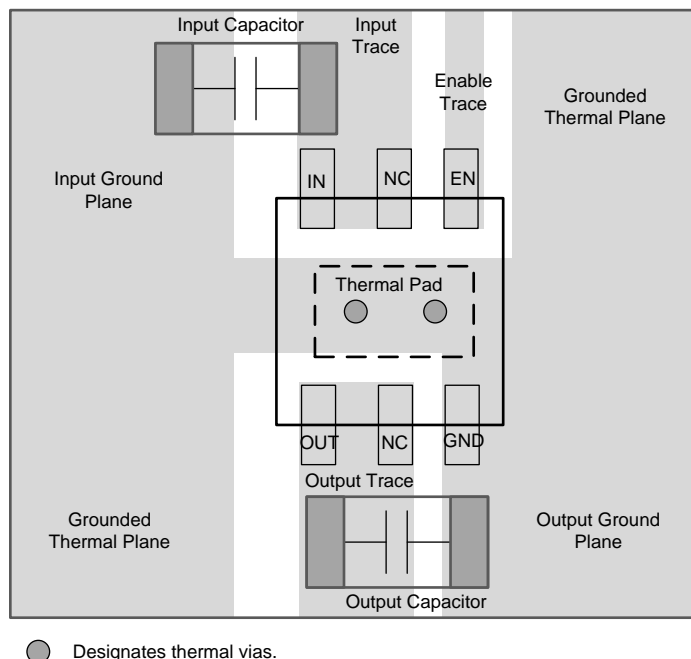 Input Capacitor
Input
Trace
Enable
Trace
Grounded
Thermal Plane
Input Ground
Plane
IN
NC
EN
Thermal Pad
OUT
NC
GND
Output Trace
Grounded
Thermal Plane
Output Ground
Plane
Output Capacitor
Designates thermal vias.